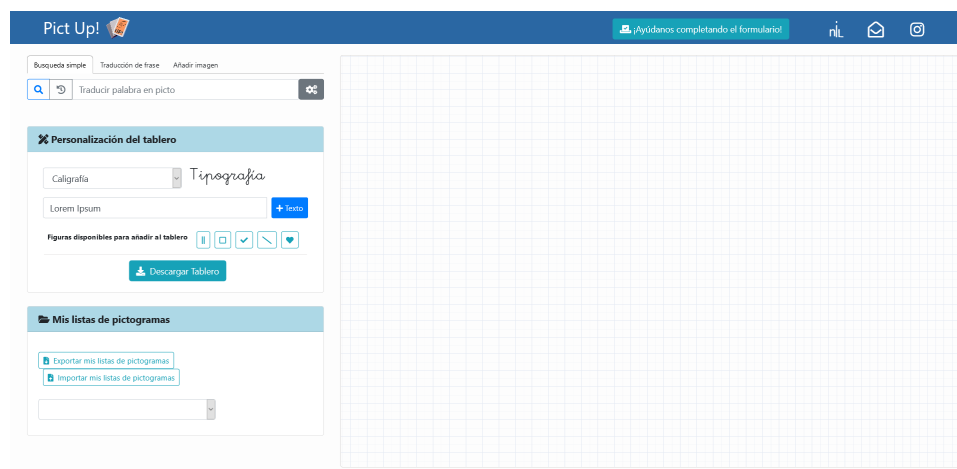 Pict Up!
¡Ayúdanos completando el formulario!
niL
Busqueda simple Traducción de frase Añadir imagen
Traducir palabra en picto
Personalización del tablero
Caligrafía Tipografía
Lorem Ipsum + Texto
Figuras disponibles para añadir al tablero
Descargar Tablero
Mis listas de pictogramas
Exportar mis listas de pictogramas
Importar mis listas de pictogramas